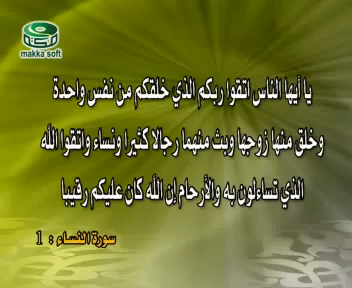 makka soft
يا أيها الناس اتقوا ربكم الذي خلقكم من نفس واحدة
وخلق منها زوجها وبث منهما رجالا كثيرا ونساء واتقوا الله
الذي تساءلون به والأرحام إن الله كان عليكم رقيبا
سورة النساء : 1